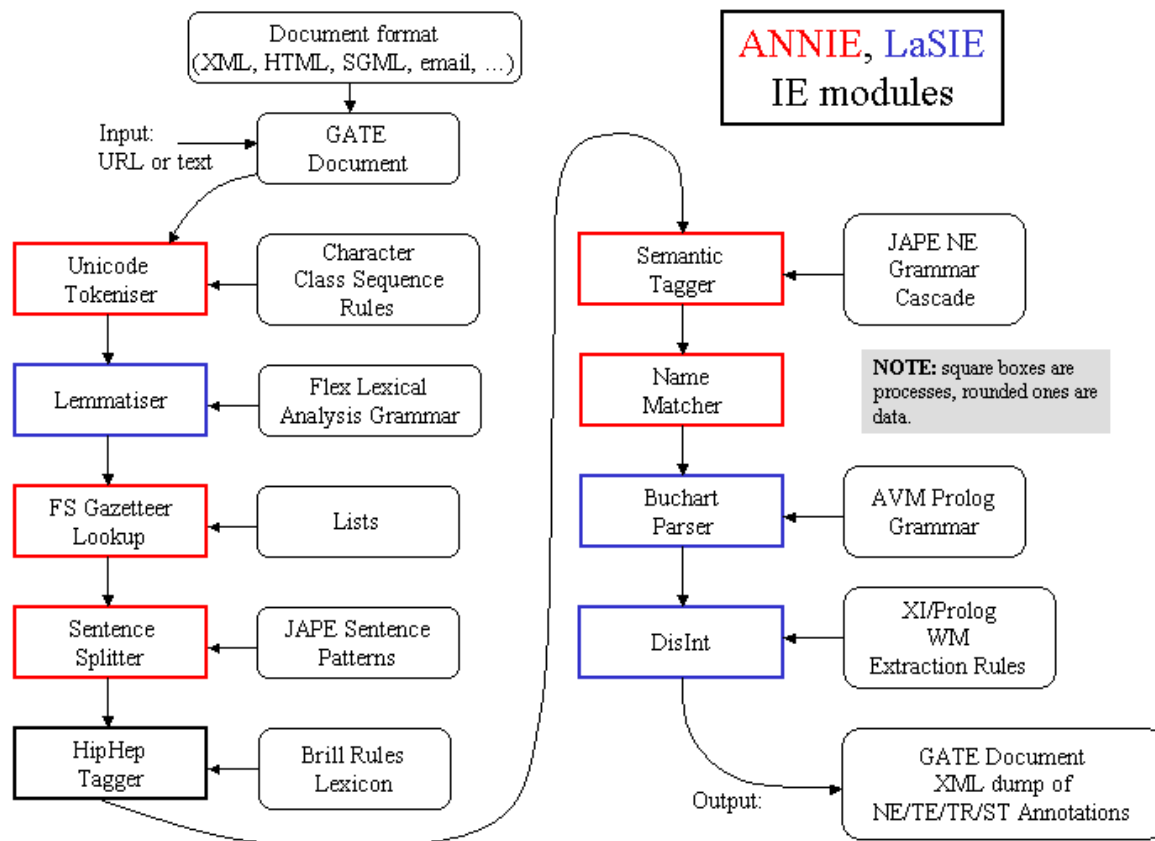 Document format
(XML, HTML, SGML, email, ...)
ANNIE, LaSIE
IE modules
Input:
URL or text
GATE
Document
Unicode
Tokeniser
Character
Class Sequence
Rules
Lemmatiser
Flex Lexical
Analysis Grammar
FS Gazetteer
Lookup
Lists
Sentence
Splitter
JAPE Sentence
Patterns
HipHep
Tagger
Brill Rules
Lexicon
Semantic
Tagger
JAPE NE
Grammar
Cascade
Name
Matcher
NOTE: square boxes are
processes, rounded ones are
data.
Buchart
Parser
AVM Prolog
Grammar
DisInt
XI/Prolog
WM
Extraction Rules
Output:
GATE Document
XML dump of
NE/TE/TR/ST Annotations